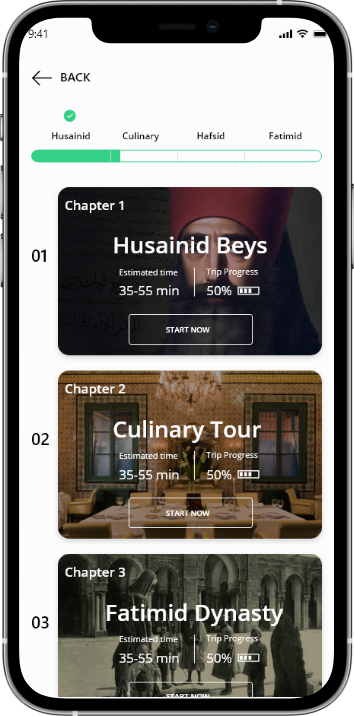 9:41
BACK
Husainid Culinary Hafsid Fatimid
01
Chapter 1
Husainid Beys
Estimated time Trip Progress
35-55 min 50%
START NOW
02
Chapter 2
Culinary Tour
Estimated time Trip Progress
35-55 min 50%
START NOW
03
Chapter 3
Fatimid Dynasty
Estimated time Trip Progress
35-55 min 50%
START NOW